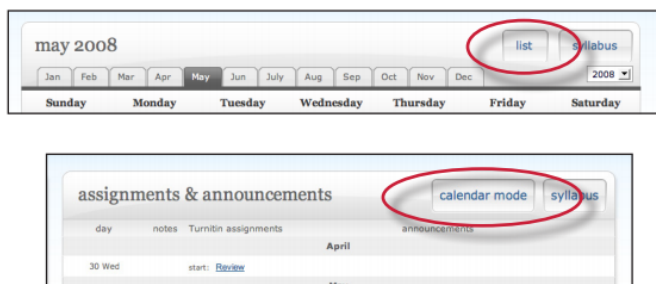 may 2008 list syllabus
Jan Feb Mar Apr May Jun July Aug Sep Oct Nov Dec 2008
Sunday Monday Tuesday Wednesday Thursday Friday Saturday
assignments & announcements calendar mode syllabus
day notes Turnitin assignments announcements
April
30 Wed start: Review